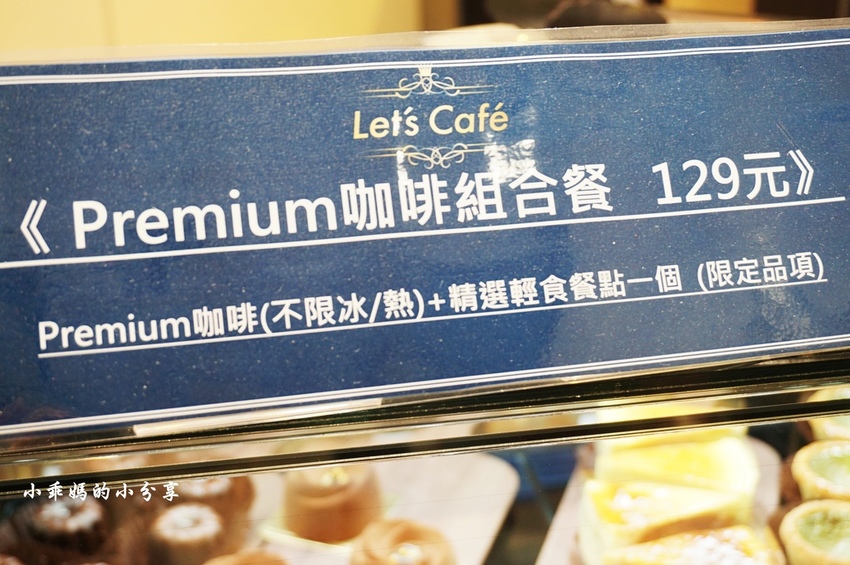 Let's Café
《 Premium咖啡組合餐 129元》
Premium咖啡(不限冰/熱)+精選輕食餐點一個 (限定品項)
小乖媽的小分享